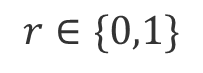 r ∈ {0,1}